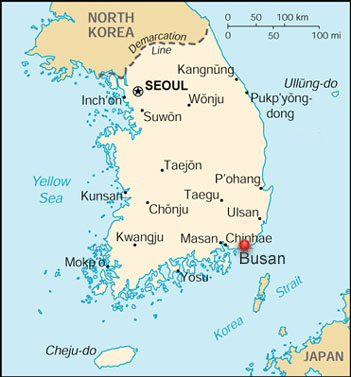 NORTH
KOREA
Demarcation
Line
0 50 100 km
0 50 100 mi
Kangnŭng
SEOUL
Ullŭng-do
Inch'ŏn
Wŏnju
Pukp'yŏng-
dong
Suwŏn
Taejŏn
P'ohang
Yellow
Sea
Kunsan
Taegu
Chŏnju
Ulsan
Kwangju
Masan
Chinhae
Busan
Mokp'o
Yŏsu
Korea
Strait
Cheju-do
JAPAN